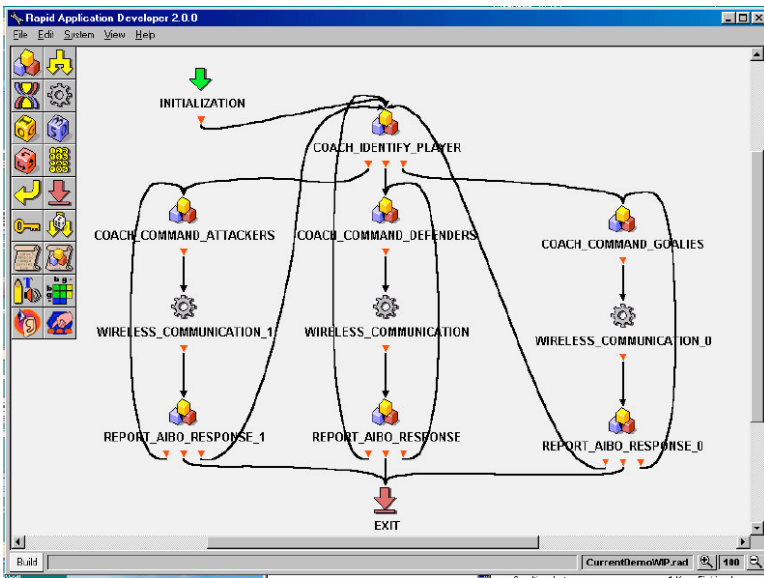 Rapid Application Developer 2.0.0
File Edit System View Help
INITIALIZATION
COACH_IDENTIFY_PLAYER
COACH_COMMAND_ATTACKERS
COACH_COMMAND_DEFENDERS
COACH_COMMAND_GOALIES
WIRELESS_COMMUNICATION_1
WIRELESS_COMMUNICATION
WIRELESS_COMMUNICATION_0
REPORT_AIBO_RESPONSE_1
REPORT_AIBO_RESPONSE
REPORT_AIBO_RESPONSE_0
EXIT
Build
CurrentDemoWIP.rad
100